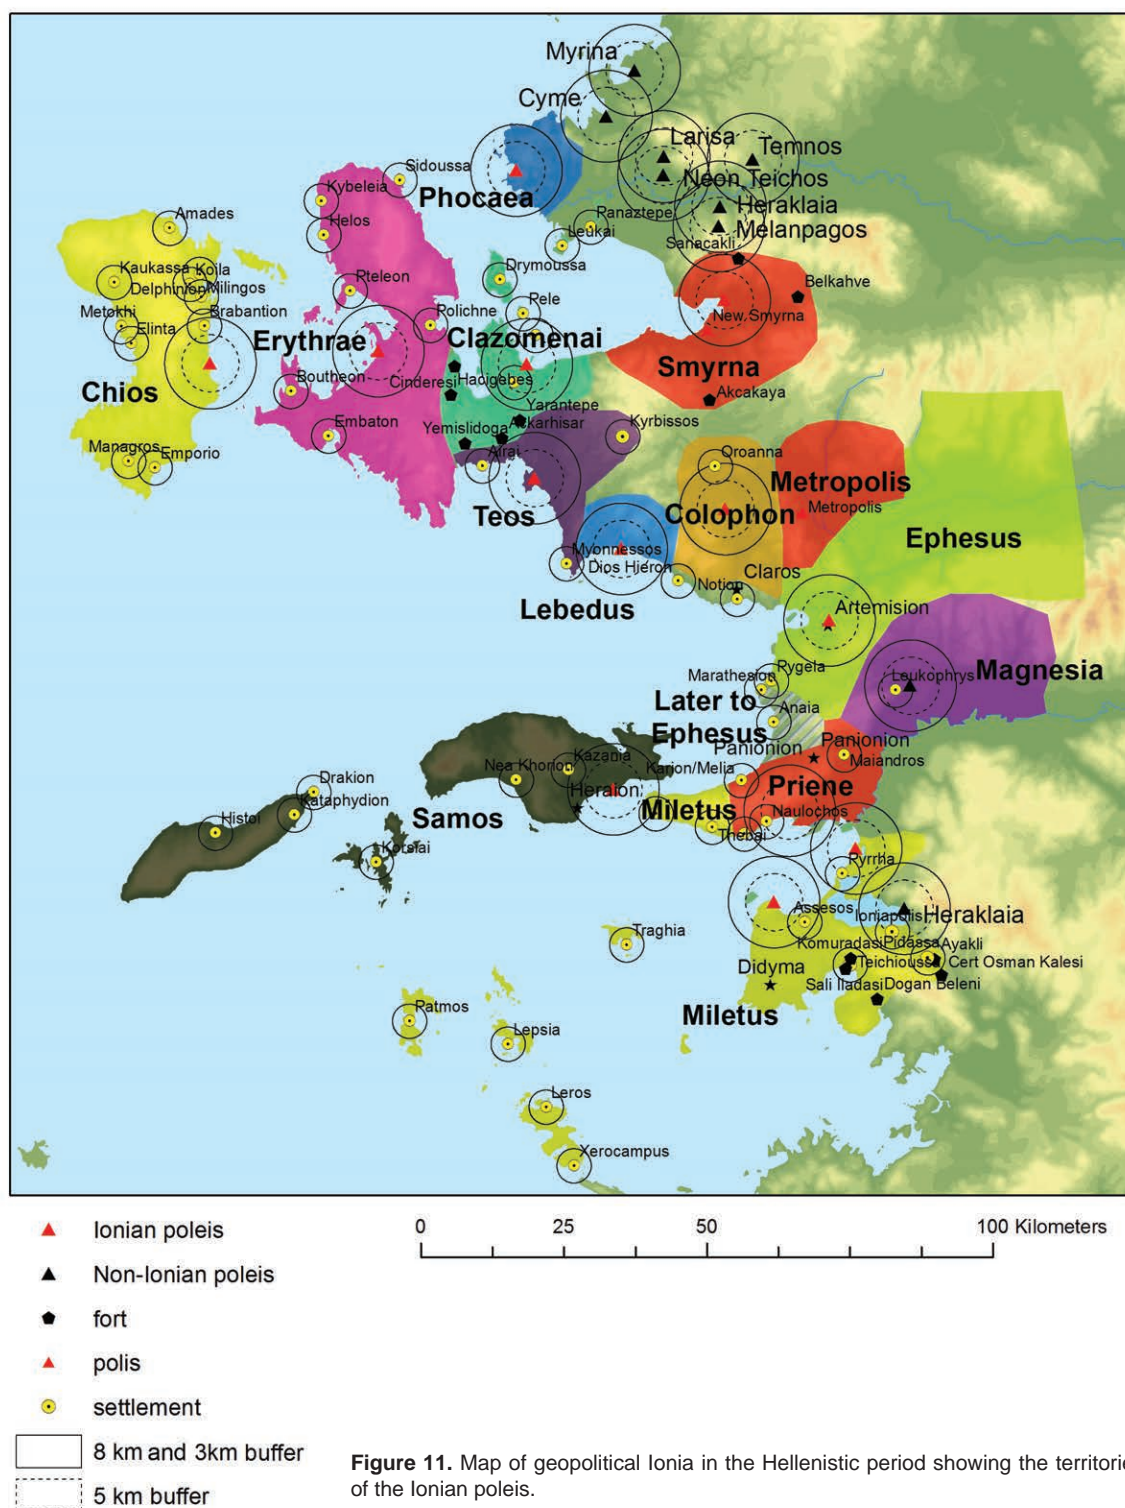 Myrina
Cyme
Larisa
Temnos
Sidoussa
Neon Teichos
Kybeleia
Phocaea
Heraklaia
Amades
Helos
Panaztepe
Leukai
Melanpagos
Sanacakli
Kaukassa
Koila
Pteleon
Drymoussa
Belkahve
Delphinion
Milingos
Metokhi
Brabantion
Polichne
Pele
New Smyrna
Elinta
Erythrae
Clazomenai
Chios
Boutheon
Cinderesi
Hacigebes
Smyrna
Akcakaya
Yarantepe
Embaton
Yemislidoga
Askarhisar
Kyrbissos
Managros
Emporio
Airai
Oroanna
Metropolis
Teos
Colophon
Metropolis
Ephesus
Myonnessos
Dios Hieron
Notion
Claros
Lebedus
Artemision
Marathesion
Pygela
Leukophrys
Magnesia
Later to
Ephesus
Anaia
Panionion
Panionion
Maiandros
Nea Khorion
Kazania
Karion/Melia
Drakion
Heraion
Priene
Kataphydion
Samos
Miletus
Naulochos
Histoi
Thebai
Korsiai
Pyrrha
Assesos
Ioniapolis
Heraklaia
Traghia
Komuradasi
Pidassa
Ayakli
Didyma
Teichioussa
Cert Osman Kalesi
Sali Iladasi
Dogan Beleni
Patmos
Miletus
Lepsia
Leros
Xerocampus
Ionian poleis
Non-Ionian poleis
fort
polis
settlement
8 km and 3km buffer
5 km buffer
0 25 50 100 Kilometers
Figure 11. Map of geopolitical Ionia in the Hellenistic period showing the territorie
of the Ionian poleis.